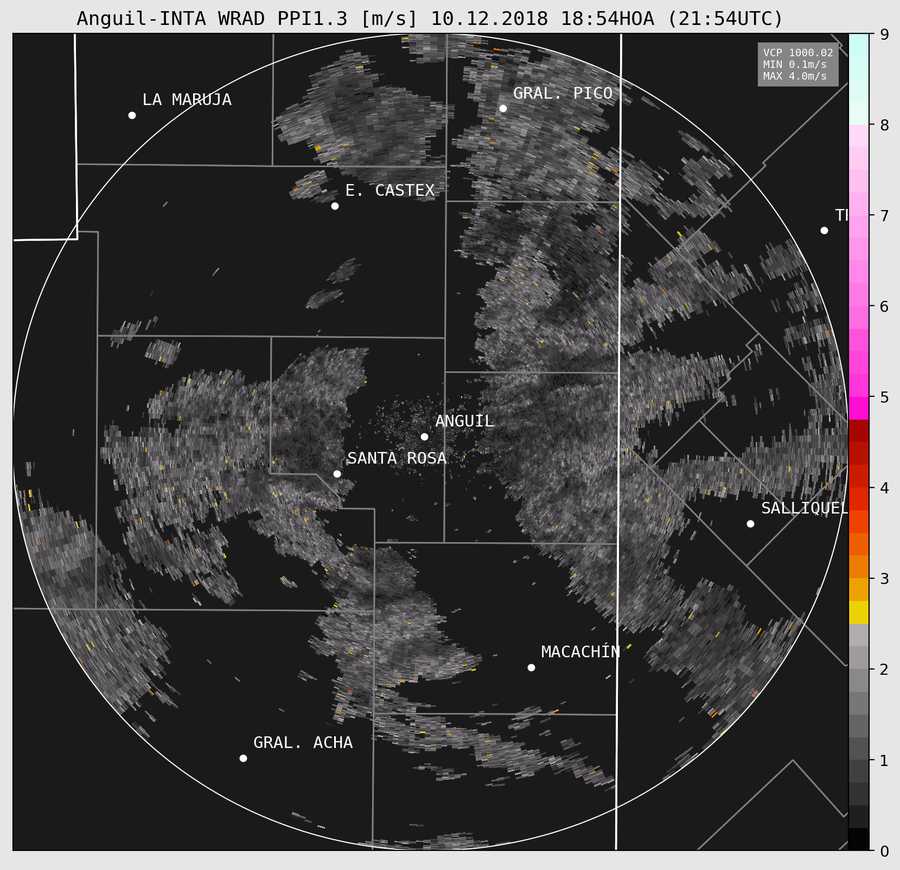 Anguil-INTA WRAD PPI1.3 [m/s] 10.12.2018 18:54HOA (21:54UTC)
VCP 1000.02
MIN 0.1m/s
MAX 4.0m/s
LA MARUJA
GRAL. PICO
E. CASTEX
ANGUIL
SANTA ROSA
SALLIQUEL
MACACHÍN
GRAL. ACHA
9
8
7
6
5
4
3
2
1
0